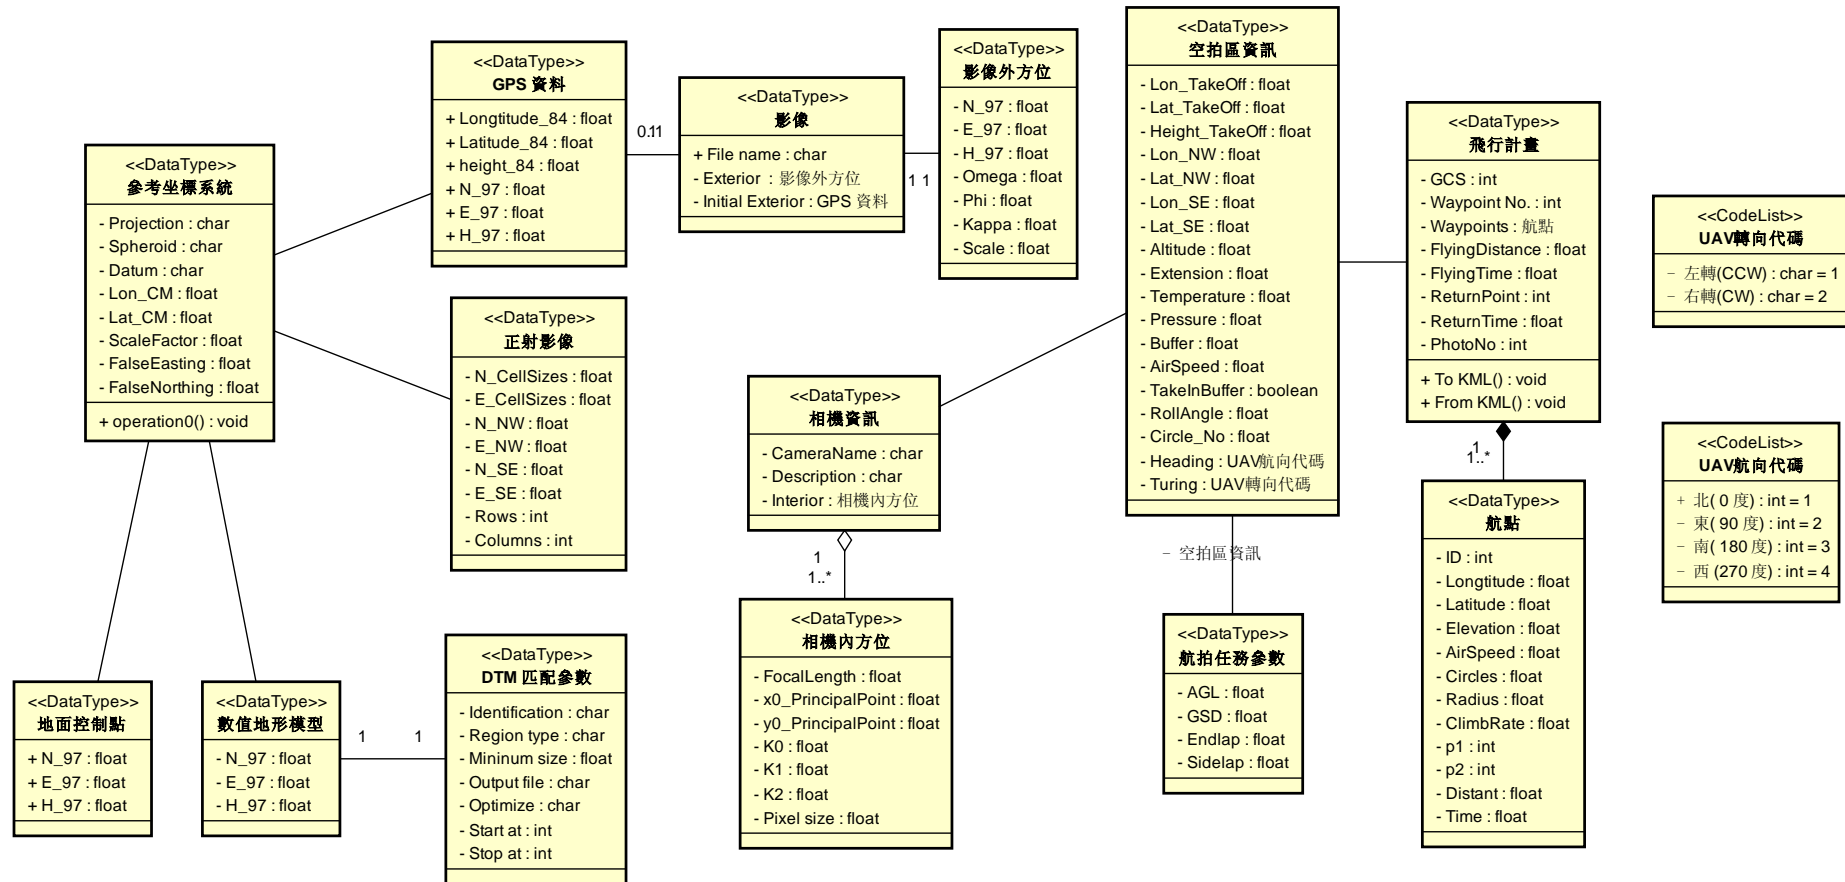 <<DataType>>
參考坐標系統
- Projection : char
- Spheroid : char
- Datum : char
- Lon_CM : float
- Lat_CM : float
- ScaleFactor : float
- FalseEasting : float
- FalseNorthing : float
+ operation0() : void
<<DataType>>
GPS 資料
+ Longtitude_84 : float
+ Latitude_84 : float
+ height_84 : float
+ N_97 : float
+ E_97 : float
+ H_97 : float
0.11
<<DataType>>
影像
+ File name : char
- Exterior : 影像外方位
- Initial Exterior : GPS 資料
1 1
<<DataType>>
影像外方位
- N_97 : float
- E_97 : float
- H_97 : float
- Omega : float
- Phi : float
- Kappa : float
- Scale : float
<<DataType>>
正射影像
- N_CellSizes : float
- E_CellSizes : float
- N_NW : float
- E_NW : float
- N_SE : float
- E_SE : float
- Rows : int
- Columns : int
<<DataType>>
地面控制點
+ N_97 : float
+ E_97 : float
+ H_97 : float
<<DataType>>
數值地形模型
- N_97 : float
- E_97 : float
- H_97 : float
1 1
<<DataType>>
DTM 匹配參數
- Identification : char
- Region type : char
- Mininum size : float
- Output file : char
- Optimize : char
- Start at : int
- Stop at : int
<<DataType>>
相機資訊
- CameraName : char
- Description : char
- Interior : 相機內方位
1
1..*
<<DataType>>
相機內方位
- FocalLength : float
- x0_PrincipalPoint : float
- y0_PrincipalPoint : float
- K0 : float
- K1 : float
- K2 : float
- Pixel size : float
<<DataType>>
空拍區資訊
- Lon_TakeOff : float
- Lat_TakeOff : float
- Height_TakeOff : float
- Lon_NW : float
- Lat_NW : float
- Lon_SE : float
- Lat_SE : float
- Altitude : float
- Extension : float
- Temperature : float
- Pressure : float
- Buffer : float
- AirSpeed : float
- TakeInBuffer : boolean
- RollAngle : float
- Circle_No : float
- Heading : UAV航向代碼
- Turing : UAV轉向代碼
- 空拍區資訊
<<DataType>>
航拍任務參數
- AGL : float
- GSD : float
- Endlap : float
- Sidelap : float
<<DataType>>
飛行計畫
- GCS : int
- Waypoint No. : int
- Waypoints : 航點
- FlyingDistance : float
- FlyingTime : float
- ReturnPoint : int
- ReturnTime : float
- PhotoNo : int
+ To KML() : void
+ From KML() : void
1
1..*
<<DataType>>
航點
- ID : int
- Longtitude : float
- Latitude : float
- Elevation : float
- AirSpeed : float
- Circles : float
- Radius : float
- ClimbRate : float
- p1 : int
- p2 : int
- Distant : float
- Time : float
<<CodeList>>
UAV轉向代碼
- 左轉(CCW) : char = 1
- 右轉(CW) : char = 2
<<CodeList>>
UAV航向代碼
+ 北( 0 度) : int = 1
- 東( 90 度) : int = 2
- 南( 180 度) : int = 3
- 西 (270 度) : int = 4